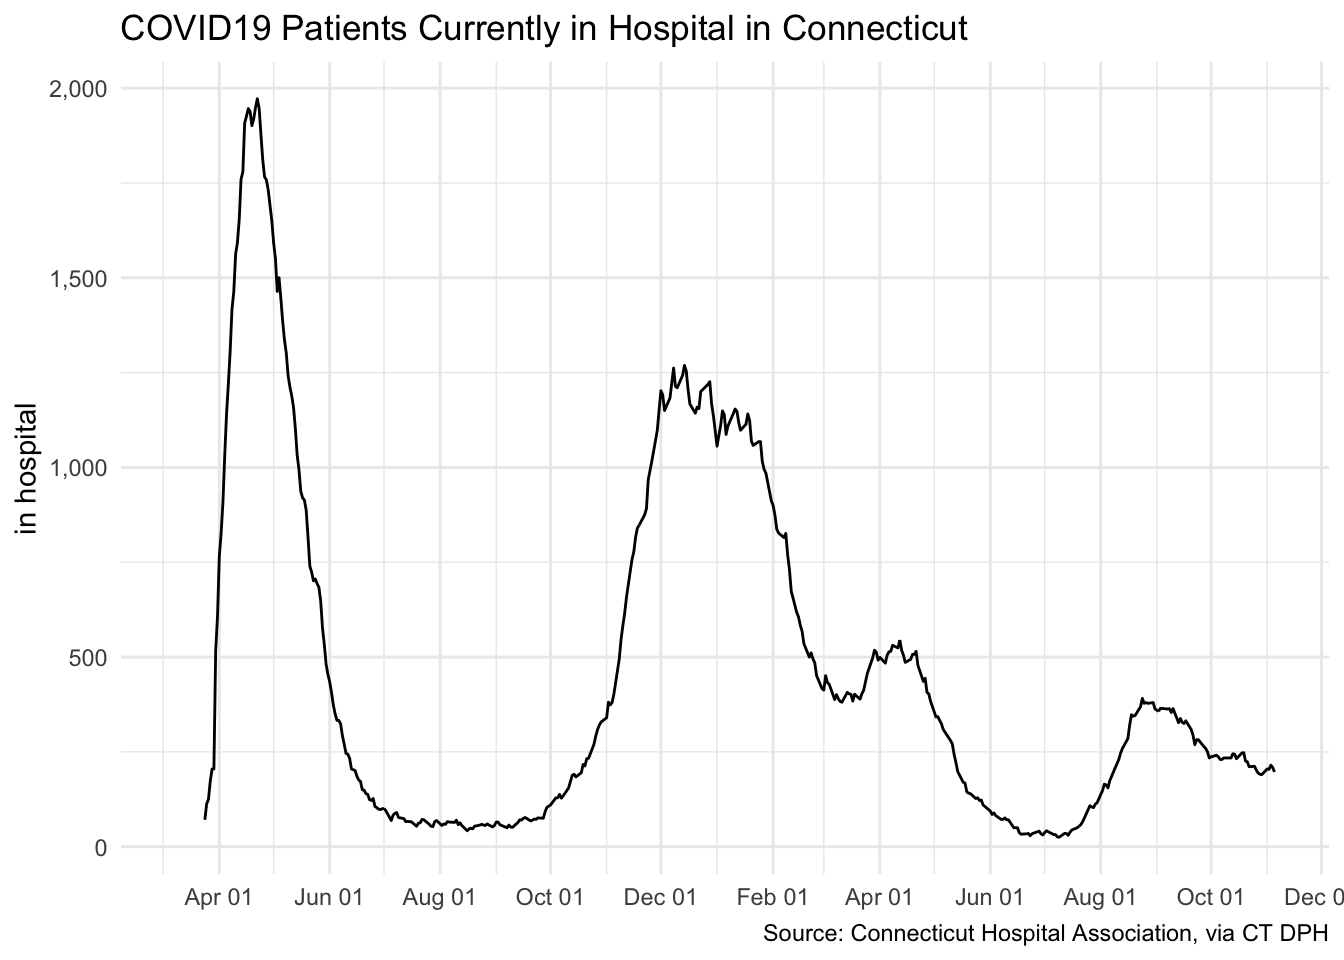 COVID19 Patients Currently in Hospital in Connecticut
2,000
1,500
1,000
500
0
in hospital
Apr 01 Jun 01 Aug 01 Oct 01 Dec 01 Feb 01 Apr 01 Jun 01 Aug 01 Oct 01 Dec 0
Source: Connecticut Hospital Association, via CT DPH